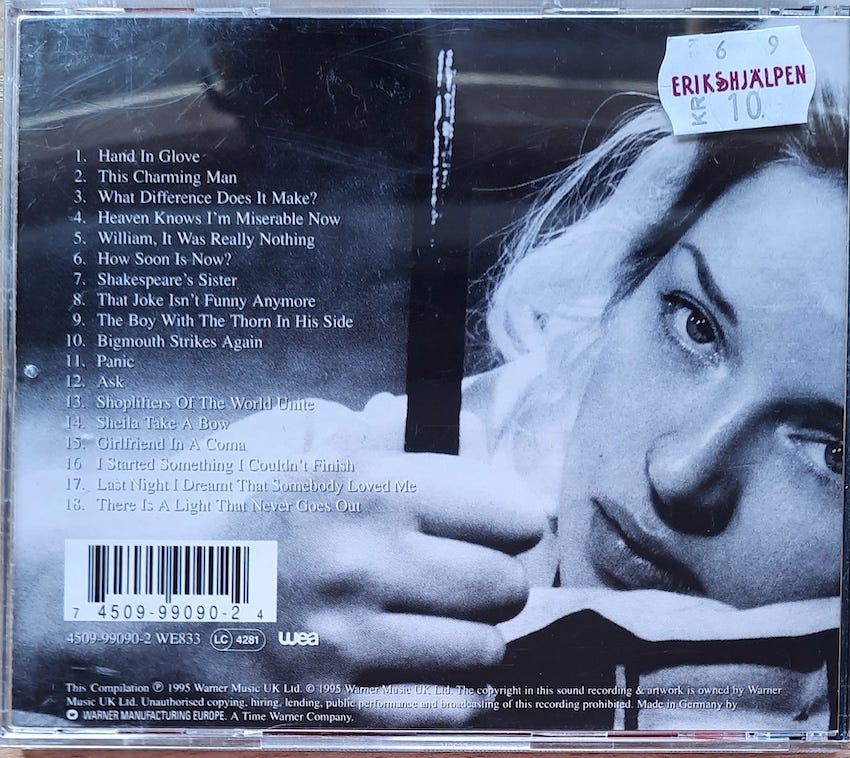 6 9
ERIKSHJÄLPEN
KR 10.
1. Hand In Glove
2. This Charming Man
3. What Difference Does It Make?
4. Heaven Knows I'm Miserable Now
5. William, It Was Really Nothing
6. How Soon Is Now?
7. Shakespeare's Sister
8. That Joke Isn't Funny Anymore
9. The Boy With The Thorn In His Side
10. Bigmouth Strikes Again
11. Panic
12. Ask
13. Shoplifters Of The World Unite
14. Sheila Take A Bow
15. Girlfriend In A Coma
16 I Started Something I Couldn't Finish
17. Last Night I Dreamt That Somebody Loved Me
18. There Is A Light That Never Goes Out
7 4509-99090-2 4
4509-99090-2 WE833 LC 4281 wea
This Compilation ℗ 1995 Warner Music UK Ltd. © 1995 Warner Music UK Ltd. The copyright in this sound recording & artwork is owned by Warner
Music UK Ltd. Unauthorised copying, hiring, lending, public performance and broadcasting of this recording prohibited. Made in Germany by
WARNER MANUFACTURING EUROPE. A Time Warner Company.